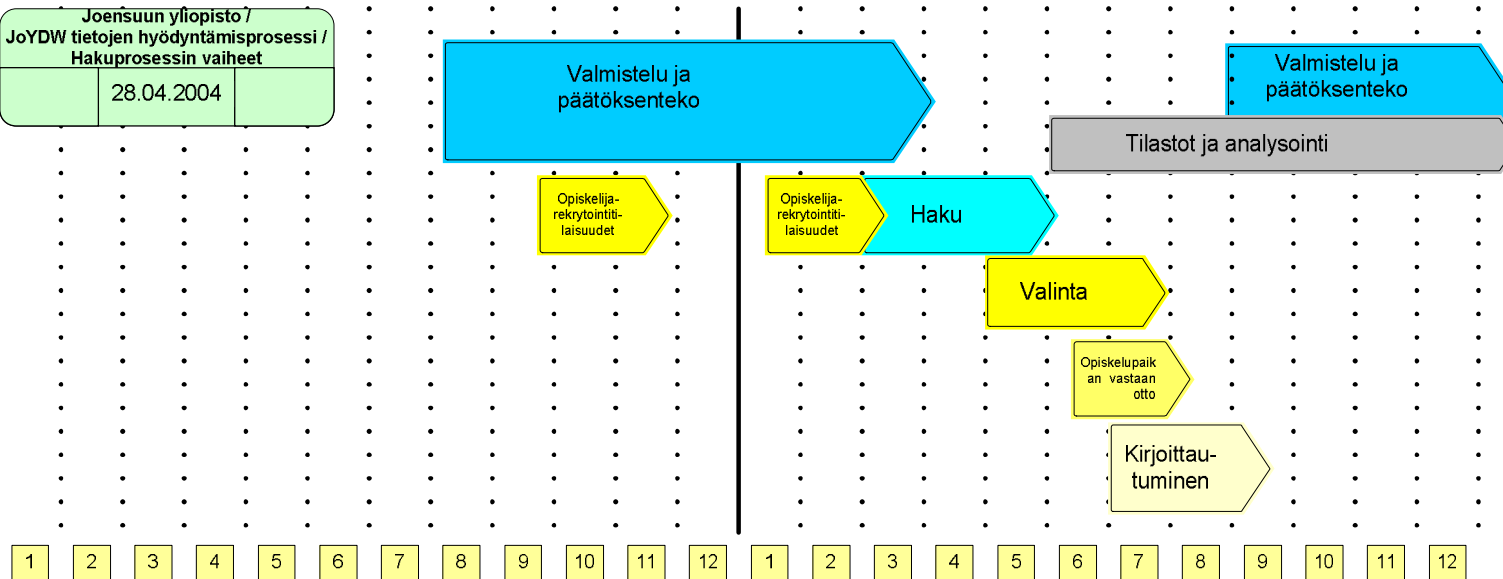 Joensuun yliopisto /
JoYDW tietojen hyödyntämisprosessi /
Hakuprosessin vaiheet
28.04.2004
Valmistelu ja
päätöksenteko
Valmistelu ja
päätöksenteko
Tilastot ja analysointi
Opiskelija-
rekrytointiti-
laisuudet
Opiskelija-
rekrytointiti-
laisuudet
Haku
Valinta
Opiskelupaik
an vastaan
otto
Kirjoittau-
tuminen
1 2 3 4 5 6 7 8 9 10 11 12 1 2 3 4 5 6 7 8 9 10 11 12